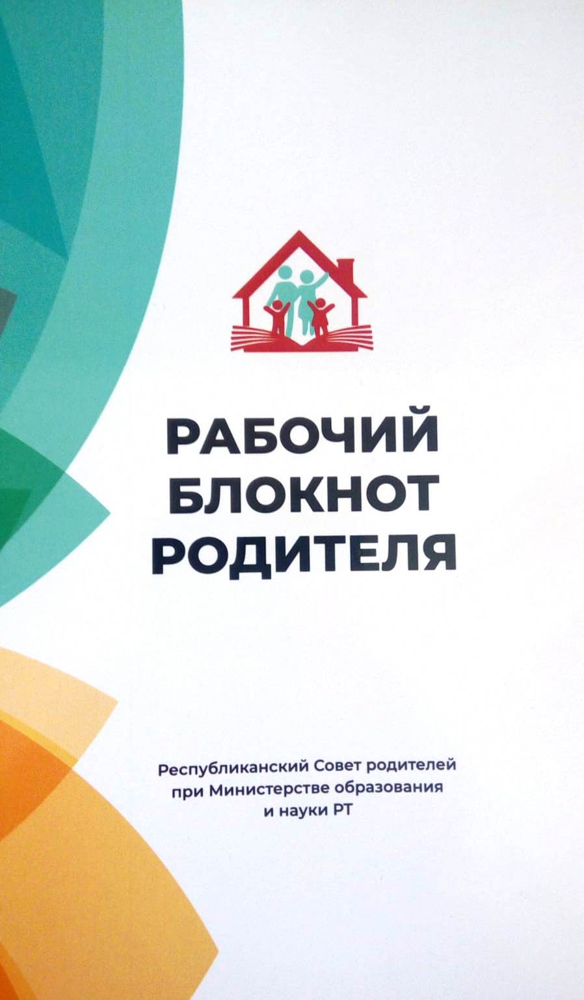 РАБОЧИЙ
БЛОКНОТ
РОДИТЕЛЯ
Республиканский Совет родителей
при Министерстве образования
и науки РТ